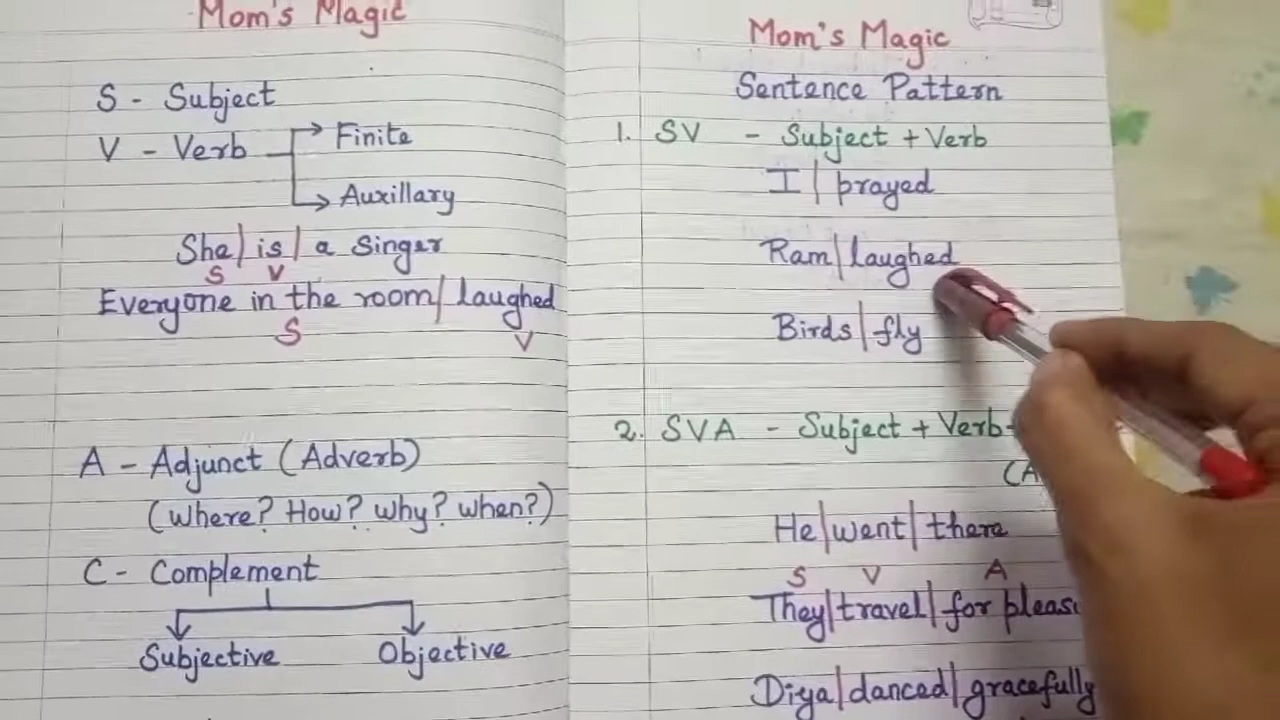 Mom's Magic
S - Subject
V - Verb
Finite
Auxillary
She| is| a Singer
S V
Everyone in the room| laughed
S V
A - Adjunct (Adverb)
(Where? How? why? when?)
C - Complement
Subjective Objective
Mom's Magic
Sentence Pattern
1. SV - Subject + Verb
I| prayed
Ram| laughed
Birds| fly
2. SVA - Subject + Verb
(A
He| went| there
S V A
They| travel| for
Diya| danced| gracefully